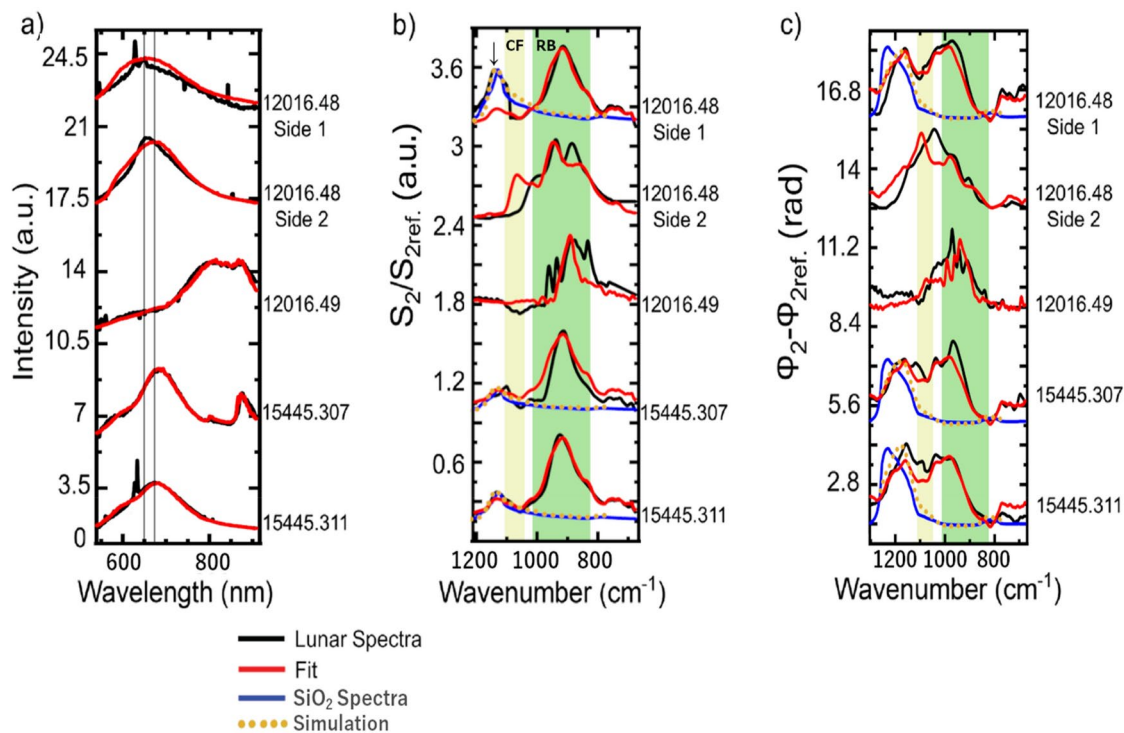 a)
24.5
21
17.5
14
10.5
7
3.5
0
Intensity (a.u.)
600
800
Wavelength (nm)
12016.48
Side 1
12016.48
Side 2
12016.49
15445.307
15445.311
b)
CF
RB
3.6
3
2.4
1.8
1.2
0.6
S₂/S₂ref. (a.u.)
1200
1000
800
Wavenumber (cm⁻¹)
12016.48
Side 1
12016.48
Side 2
12016.49
15445.307
15445.311
c)
16.8
14
11.2
8.4
5.6
2.8
Φ₂-Φ₂ref. (rad)
1200
1000
800
Wavenumber (cm⁻¹)
12016.48
Side 1
12016.48
Side 2
12016.49
15445.307
15445.311
Lunar Spectra
Fit
SiO₂ Spectra
Simulation